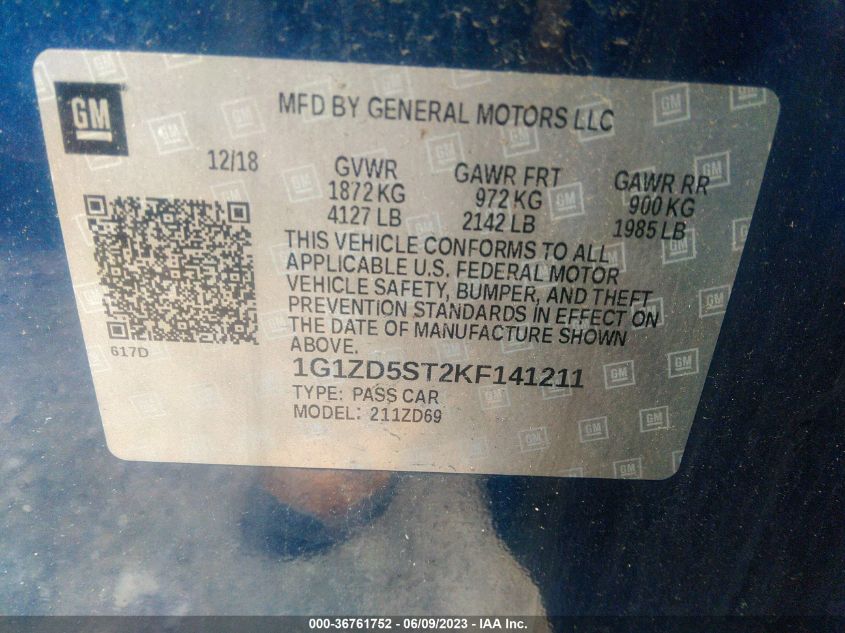 GM
MFD BY GENERAL MOTORS LLC
12/18
GVWR
1872 KG
4127 LB
GAWR FRT
972 KG
2142 LB
GAWR RR
900 KG
1985 LB
THIS VEHICLE CONFORMS TO ALL
APPLICABLE U.S. FEDERAL MOTOR
VEHICLE SAFETY, BUMPER, AND THEFT
PREVENTION STANDARDS IN EFFECT ON
THE DATE OF MANUFACTURE SHOWN
ABOVE.
617D
1G1ZD5ST2KF141211
TYPE: PASS CAR
MODEL: 211ZD69
000-36761752 - 06/09/2023 - IAA Inc.